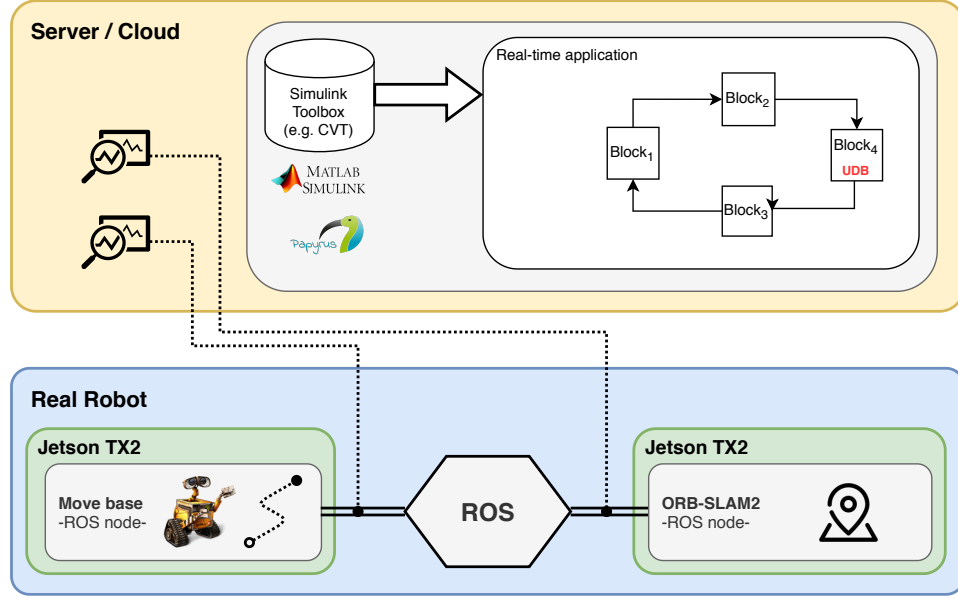 Server / Cloud
Simulink
Toolbox
(e.g. CVT)
MATLAB
SIMULINK
Papyrus
Real-time application
Block1
Block2
Block4
UDB
Block3
Real Robot
Jetson TX2
Move base
-ROS node-
ROS
Jetson TX2
ORB-SLAM2
-ROS node-